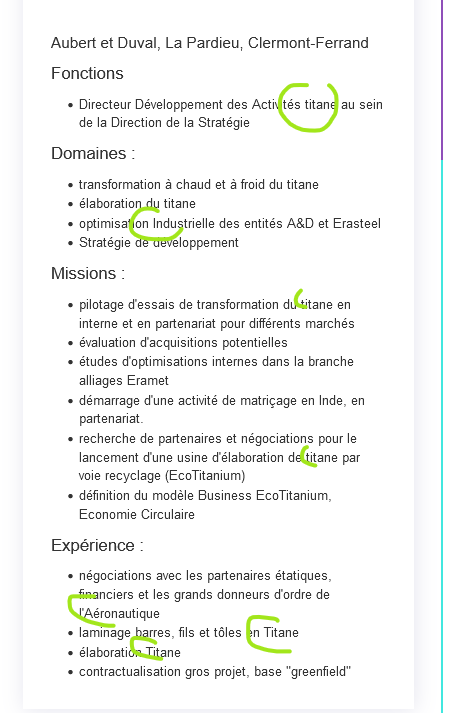 Aubert et Duval, La Pardieu, Clermont-Ferrand
Fonctions
• Directeur Développement des Activités titane au sein
de la Direction de la Stratégie
Domaines :
• transformation à chaud et à froid du titane
• élaboration du titane
• optimisation Industrielle des entités A&D et Erasteel
• Stratégie de développement
Missions :
• pilotage d'essais de transformation du titane en
interne et en partenariat pour différents marchés
• évaluation d'acquisitions potentielles
• études d'optimisations internes dans la branche
alliages Eramet
• démarrage d'une activité de matriçage en Inde, en
partenariat.
• recherche de partenaires et négociations pour le
lancement d'une usine d'élaboration de titane par
voie recyclage (EcoTitanium)
• définition du modèle Business EcoTitanium,
Economie Circulaire
Expérience :
• négociations avec les partenaires étatiques,
financiers et les grands donneurs d'ordre de
l'Aéronautique
• laminage barres, fils et tôles en Titane
• élaboration Titane
• contractualisation gros projet, base "greenfield"